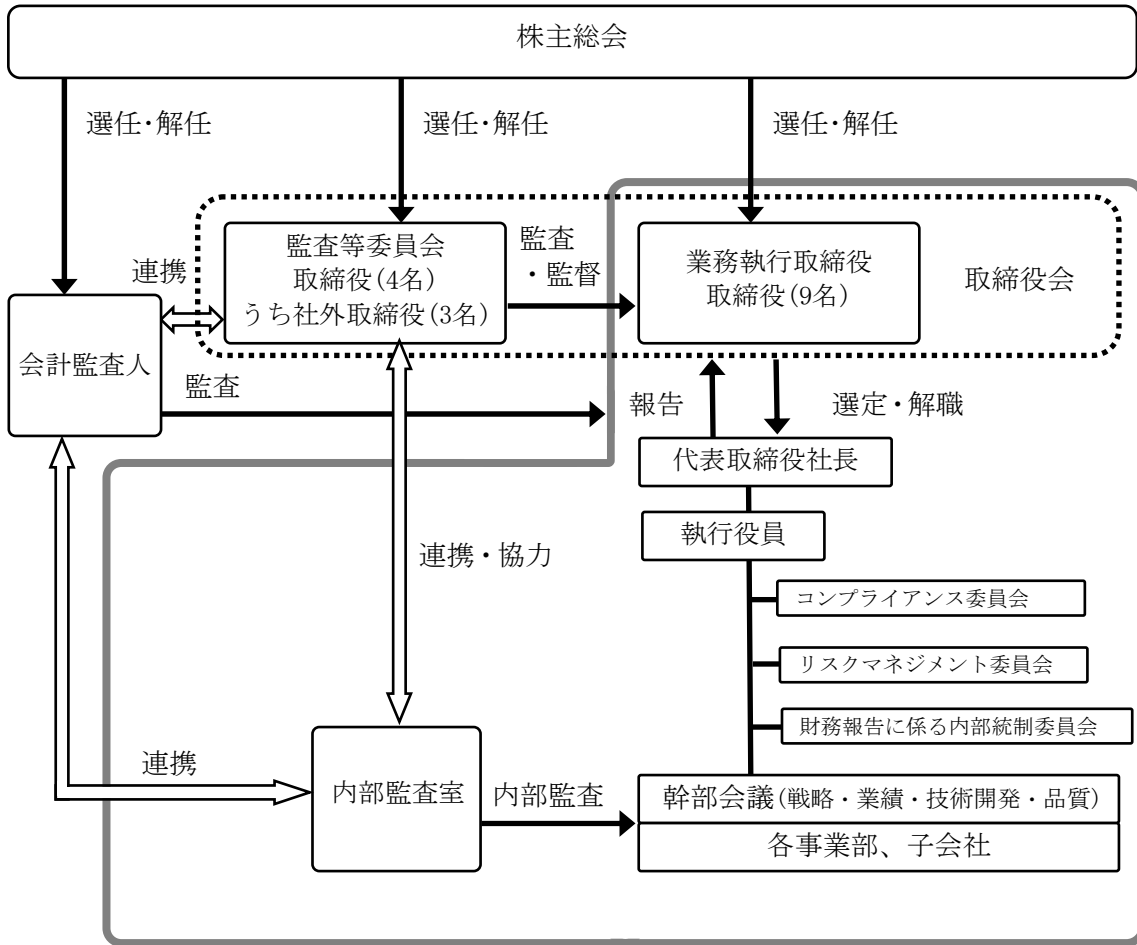 株主総会
選任･解任
選任･解任
選任･解任
監査等委員会
取締役(4名)
うち社外取締役(3名)
監査
・監督
業務執行取締役
取締役(9名)
取締役会
連携
会計監査人
監査
報告
選定・解職
代表取締役社長
執行役員
連携・協力
コンプライアンス委員会
リスクマネジメント委員会
財務報告に係る内部統制委員会
連携
内部監査室
内部監査
幹部会議(戦略・業績・技術開発・品質)
各事業部、子会社